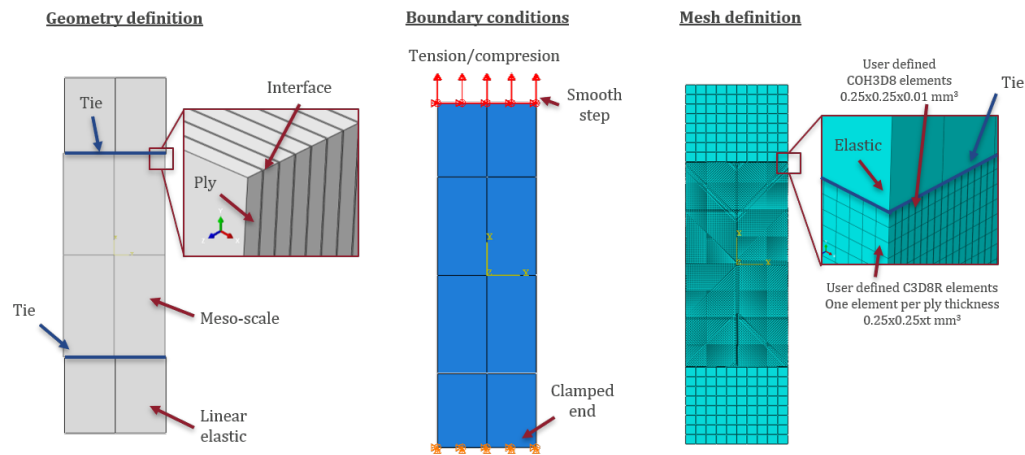 Geometry definition
Tie
Interface
Ply
Tie
Meso-scale
Linear
elastic
Boundary conditions
Tension/compresion
Smooth
step
Y
X
Clamped
end
Mesh definition
User defined
COH3D8 elements
0.25x0.25x0.01 mm³
Tie
Elastic
Y
X
User defined C3D8R elements
One element per ply thickness
0.25x0.25xt mm³